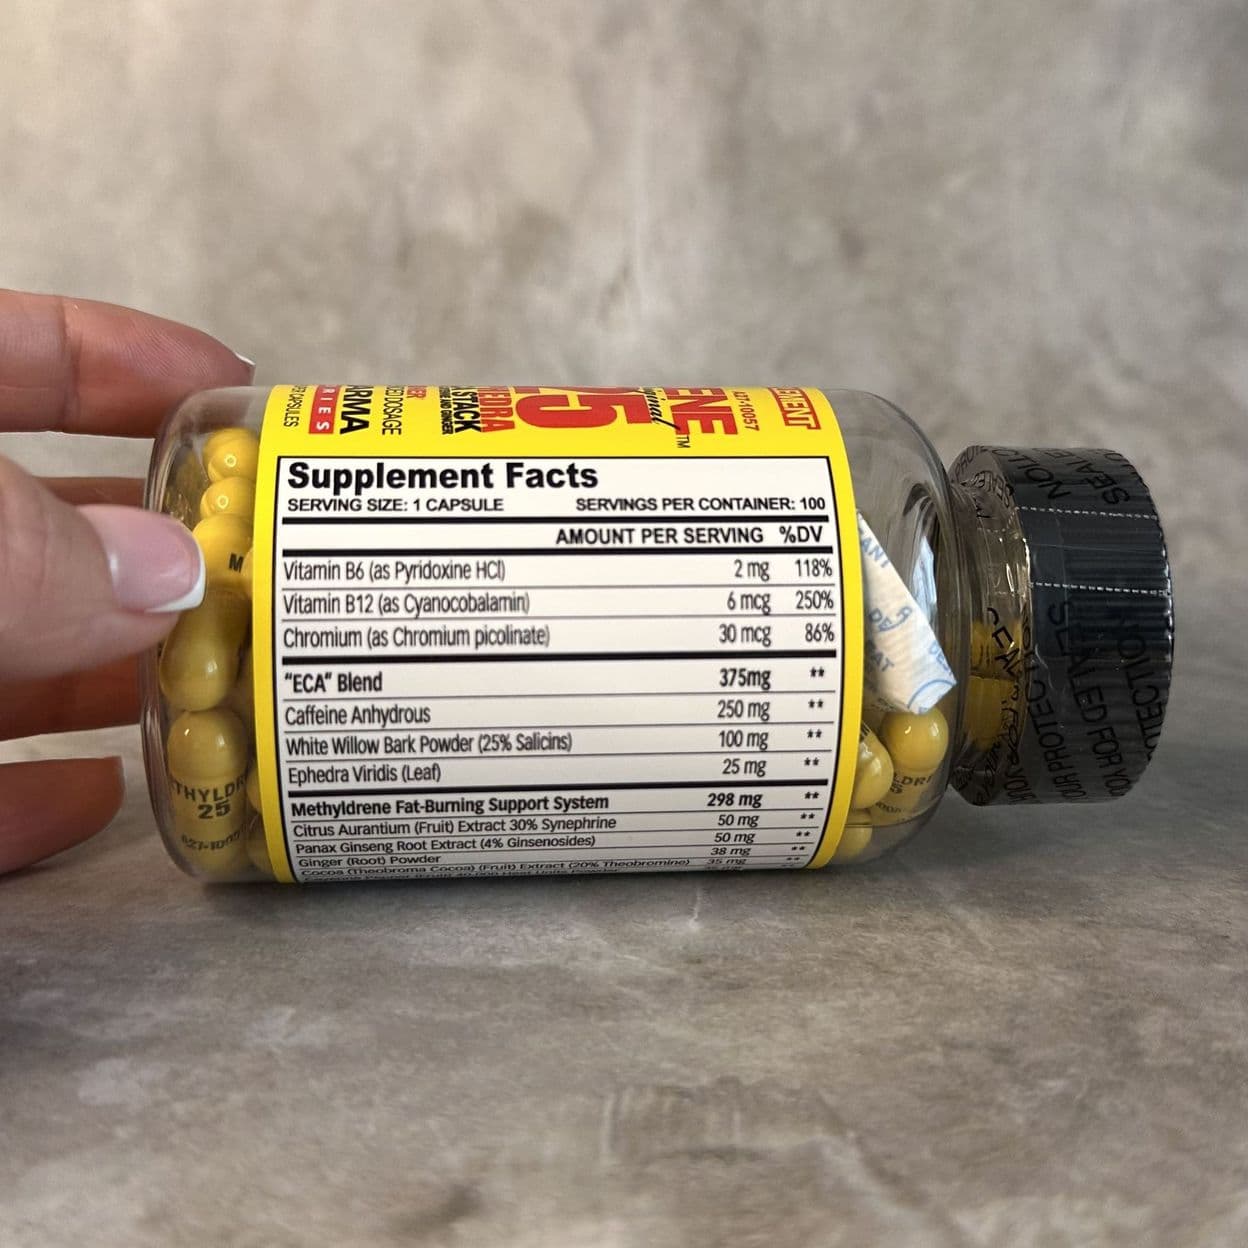 Supplement Facts
SERVING SIZE: 1 CAPSULE SERVINGS PER CONTAINER: 100
AMOUNT PER SERVING %DV
Vitamin B6 (as Pyridoxine HCl) 2 mg 118%
Vitamin B12 (as Cyanocobalamin) 6 mcg 250%
Chromium (as Chromium picolinate) 30 mcg 86%
"ECA" Blend 375mg **
Caffeine Anhydrous 250 mg **
White Willow Bark Powder (25% Salicins) 100 mg **
Ephedra Viridis (Leaf) 25 mg **
Methyldrene Fat-Burning Support System 298 mg **
Citrus Aurantium (Fruit) Extract 30% Synephrine 50 mg **
Panax Ginseng Root Extract (4% Ginsenosides) 50 mg **
Ginger (Root) Powder 38 mg **
Cocoa (Theobroma Cocoa) (Fruit) Extract (20% Theobromine) 35 mg **
25
STACK
DOSAGE
CAPSULES
TM
25
SEALED FOR YOU